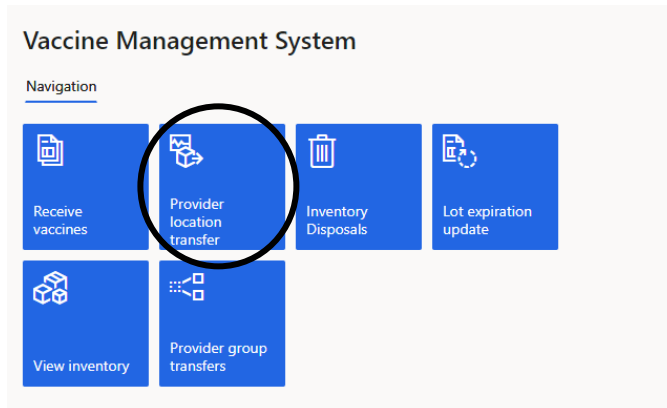 Vaccine Management System
Navigation
Receive
vaccines
Provider
location
transfer
Inventory
Disposals
Lot expiration
update
View inventory
Provider group
transfers